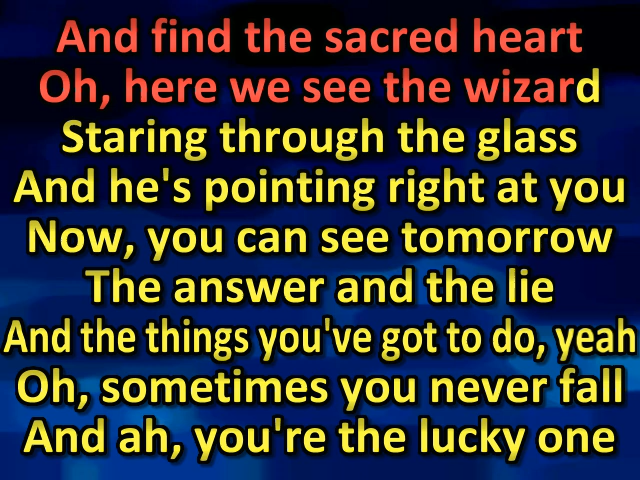 And find the sacred heart
Oh, here we see the wizard
Staring through the glass
And he's pointing right at you
Now, you can see tomorrow
The answer and the lie
And the things you've got to do, yeah
Oh, sometimes you never fall
And ah, you're the lucky one